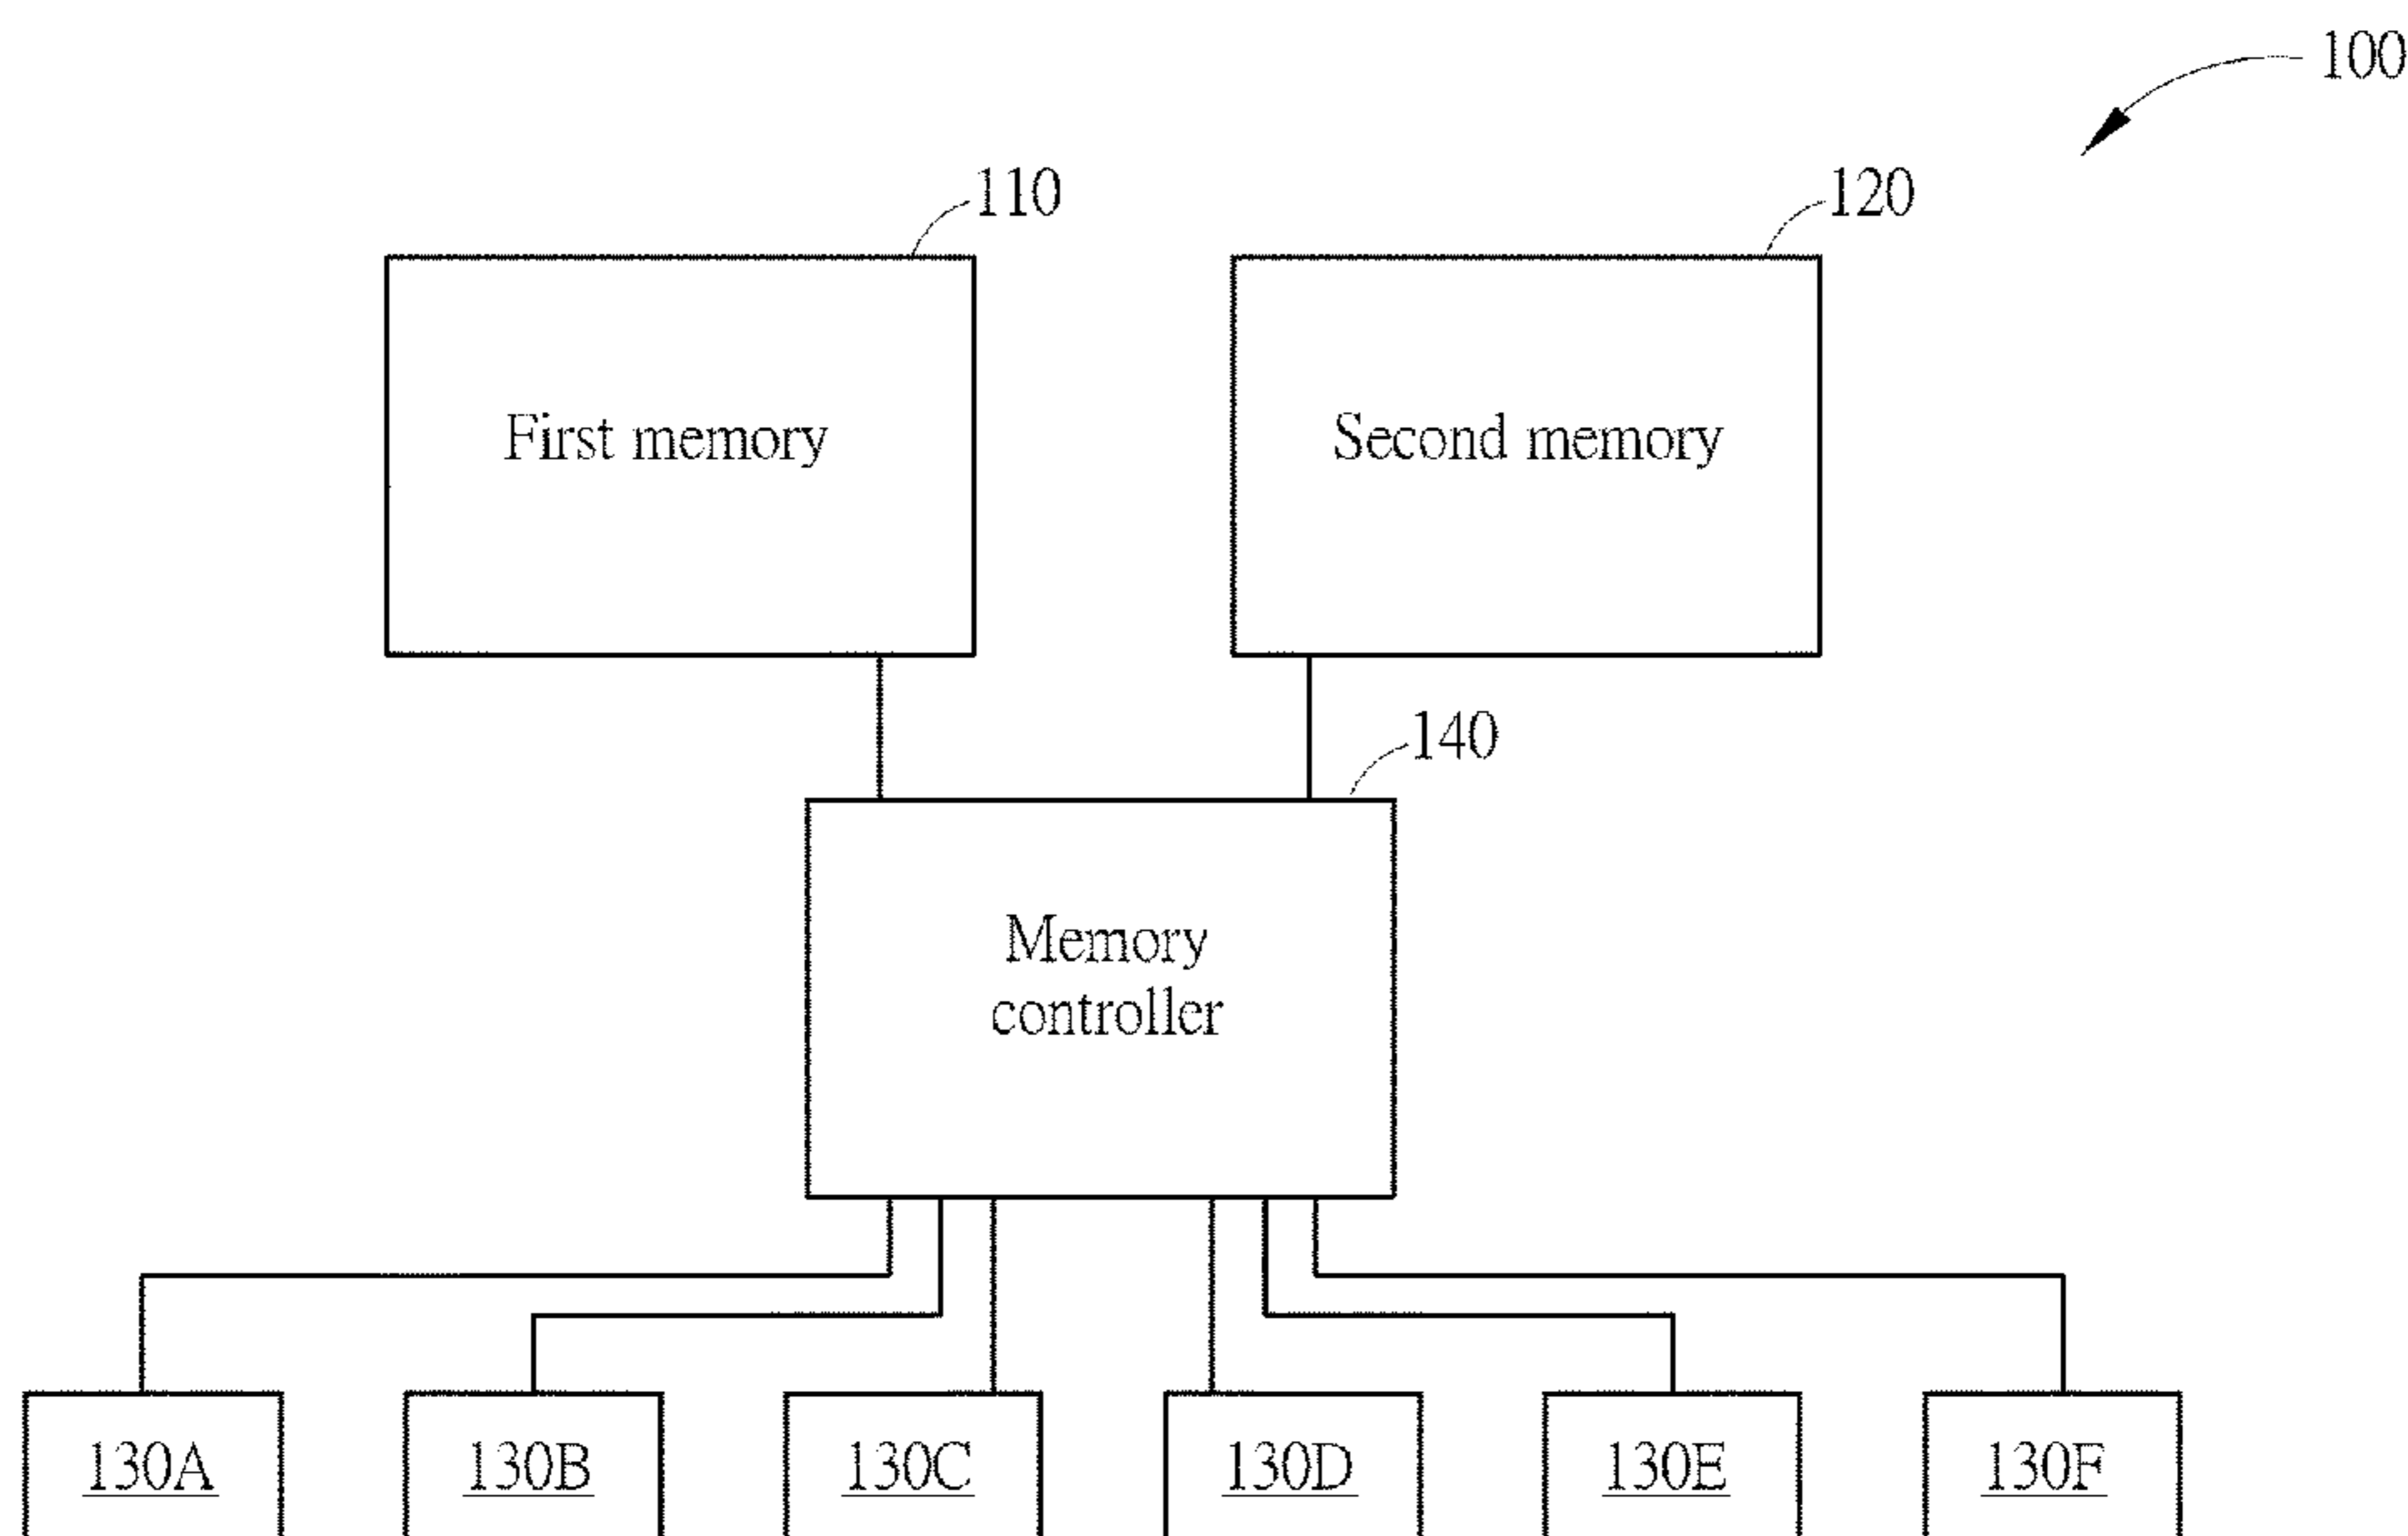 100
110
120
First memory
Second memory
140
Memory
controller
130A
130B
130C
130D
130E
130F